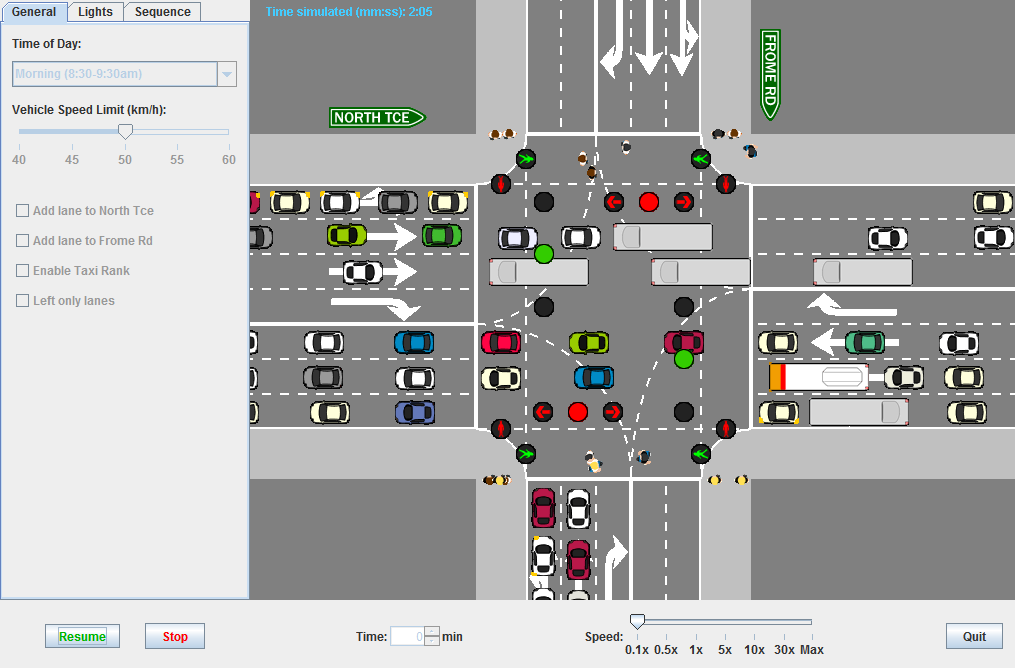 General Lights Sequence
Time simulated (mm:ss): 2:05
Time of Day:
Morning (8:30-9:30am)
Vehicle Speed Limit (km/h):
40 45 50 55 60
Add lane to North Tce
Add lane to Frome Rd
Enable Taxi Rank
Left only lanes
NORTH TCE
FROME RD
Resume Stop
Time: 0 min
Speed:
0.1x 0.5x 1x 5x 10x 30x Max
Quit